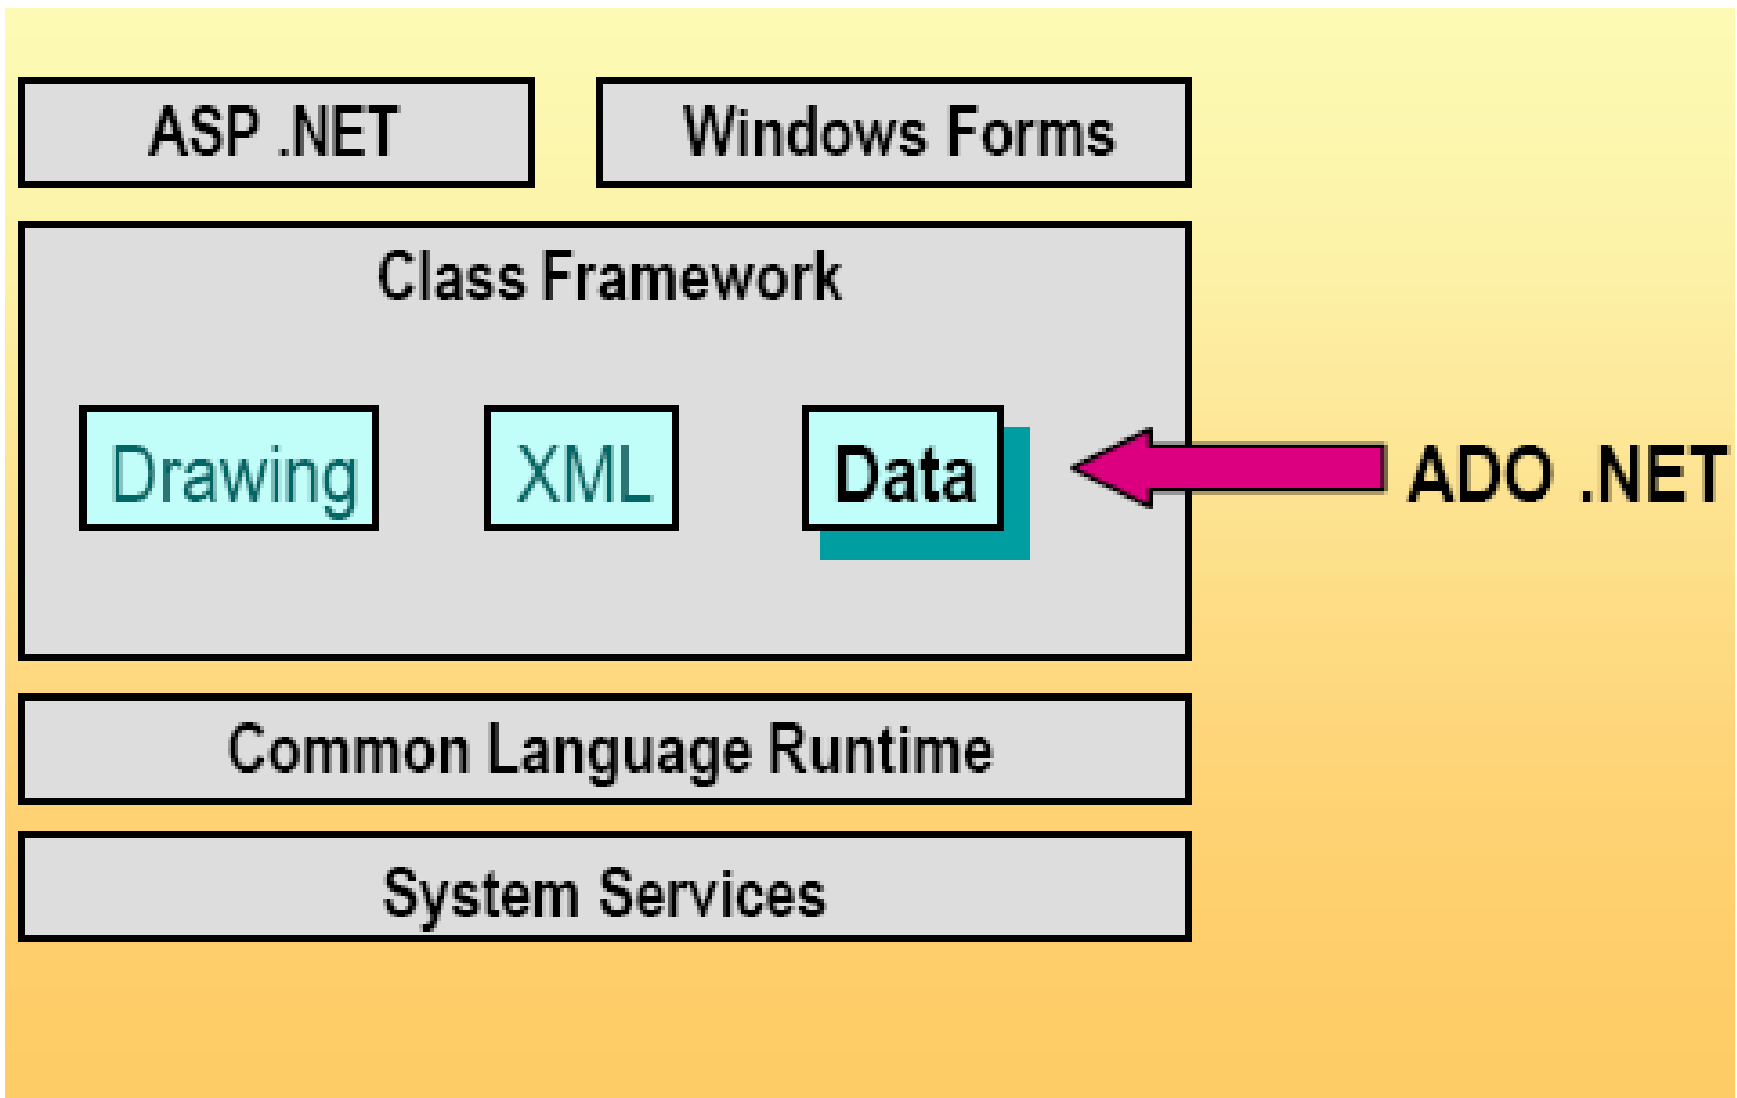 ASP .NET
Windows Forms
Class Framework
Drawing
XML
Data
ADO .NET
Common Language Runtime
System Services